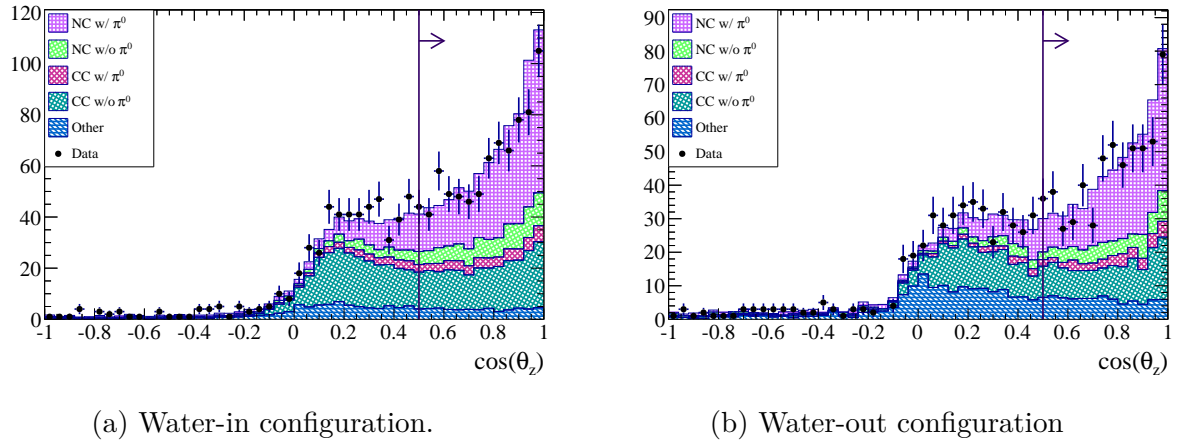 NC w/ π⁰
NC w/o π⁰
CC w/ π⁰
CC w/o π⁰
Other
Data
120
100
80
60
40
20
0
-1 -0.8 -0.6 -0.4 -0.2 0 0.2 0.4 0.6 0.8 1
cos(θz)
(a) Water-in configuration.
NC w/ π⁰
NC w/o π⁰
CC w/ π⁰
CC w/o π⁰
Other
Data
90
80
70
60
50
40
30
20
10
0
-1 -0.8 -0.6 -0.4 -0.2 0 0.2 0.4 0.6 0.8 1
cos(θz)
(b) Water-out configuration